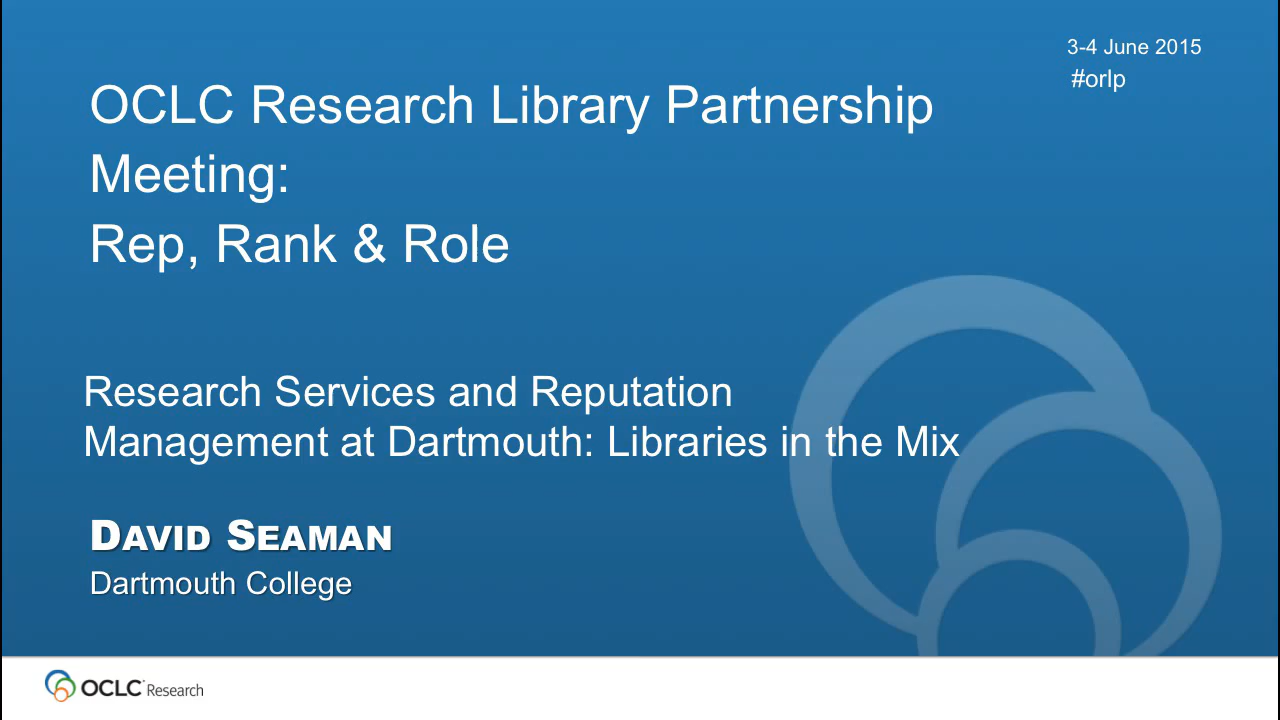 3-4 June 2015
#orlp
OCLC Research Library Partnership
Meeting:
Rep, Rank & Role
Research Services and Reputation
Management at Dartmouth: Libraries in the Mix
DAVID SEAMAN
Dartmouth College
OCLC Research